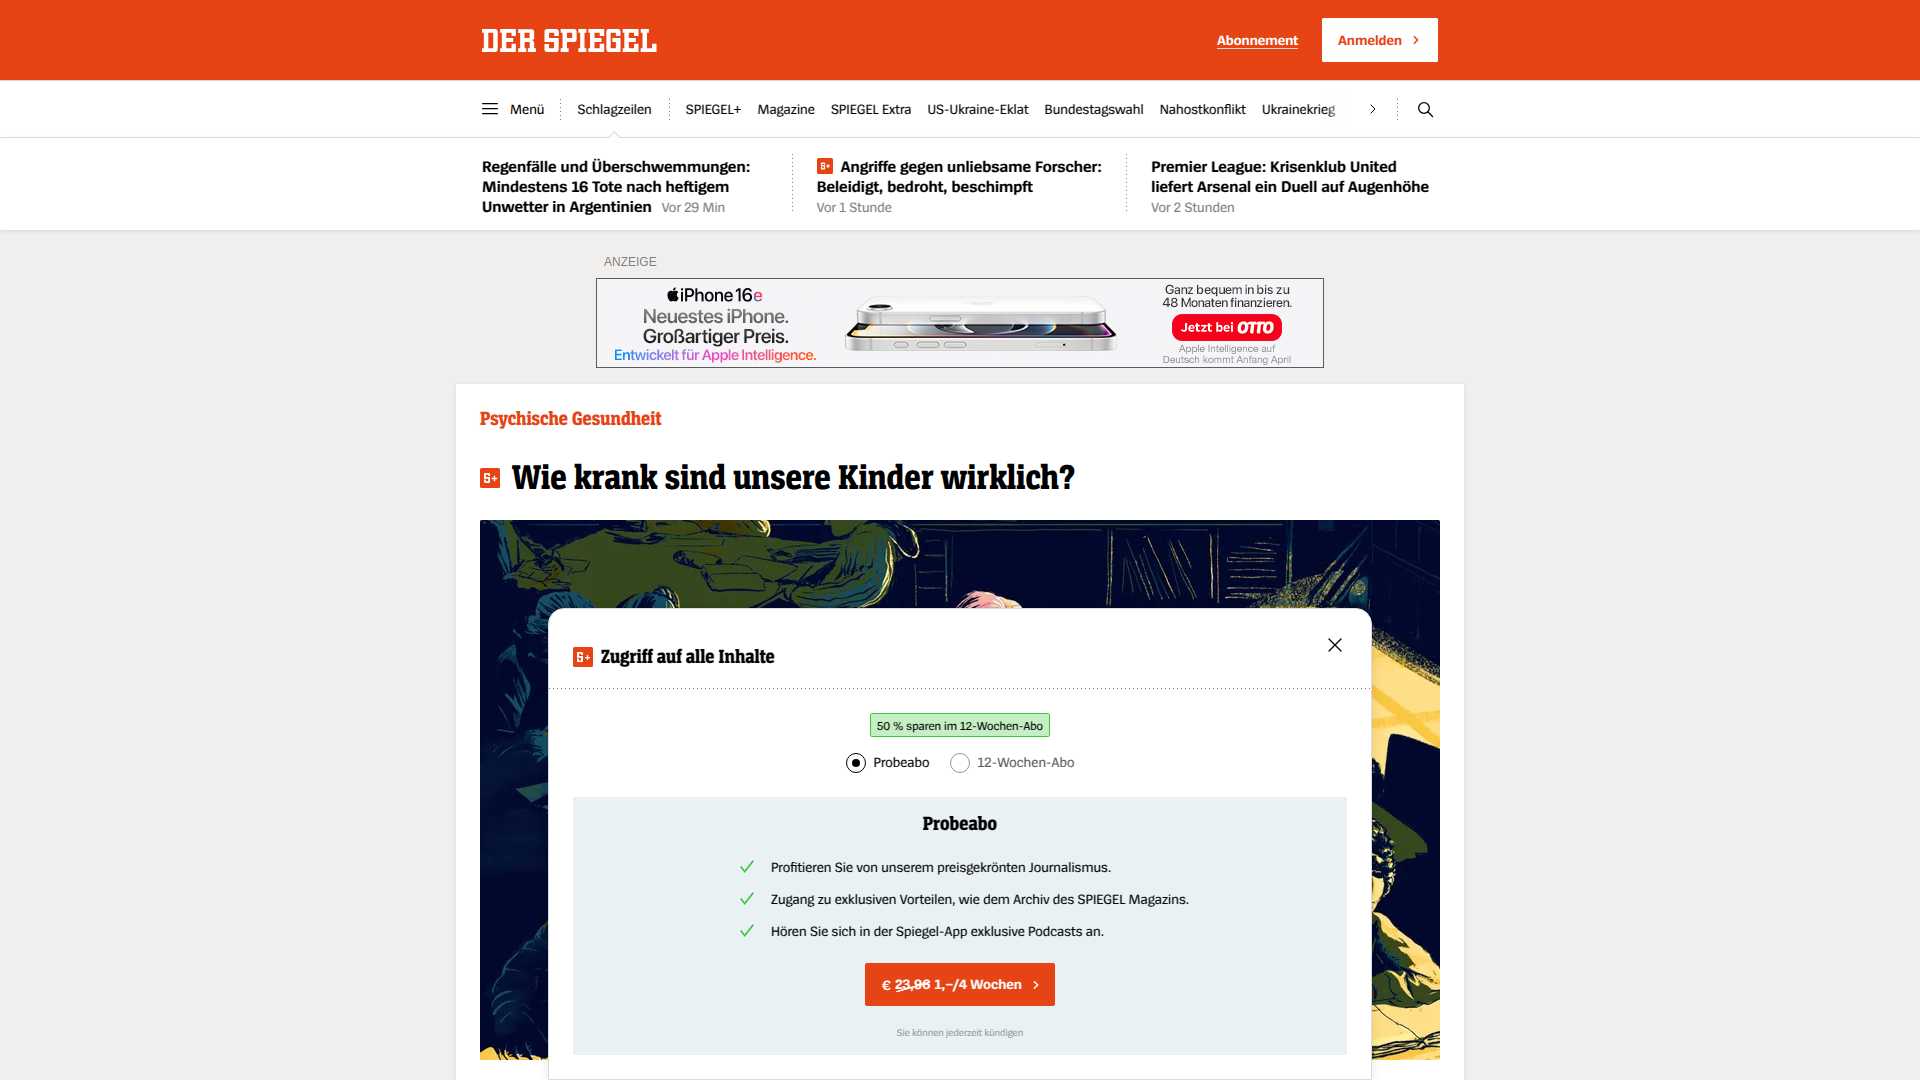 DER SPIEGEL
Abonnement
Anmelden
Menü
Schlagzeilen
SPIEGEL+
Magazine
SPIEGEL Extra
US-Ukraine-Eklat
Bundestagswahl
Nahostkonflikt
Ukrainekrieg
Regenfälle und Überschwemmungen:
Mindestens 16 Tote nach heftigem
Unwetter in Argentinien Vor 29 Min
S+ Angriffe gegen unliebsame Forscher:
Beleidigt, bedroht, beschimpft
Vor 1 Stunde
Premier League: Krisenklub United
liefert Arsenal ein Duell auf Augenhöhe
Vor 2 Stunden
ANZEIGE
iPhone 16e
Neuestes iPhone.
Großartiger Preis.
Entwickelt für Apple Intelligence.
Ganz bequem in bis zu
48 Monaten finanzieren.
Jetzt bei OTTO
Apple Intelligence auf
Deutsch kommt Anfang April
Psychische Gesundheit
S+ Wie krank sind unsere Kinder wirklich?
S+ Zugriff auf alle Inhalte
50 % sparen im 12-Wochen-Abo
Probeabo
12-Wochen-Abo
Probeabo
Profitieren Sie von unserem preisgekrönten Journalismus.
Zugang zu exklusiven Vorteilen, wie dem Archiv des SPIEGEL Magazins.
Hören Sie sich in der Spiegel-App exklusive Podcasts an.
€ 23,96 1,–/4 Wochen
Sie können jederzeit kündigen